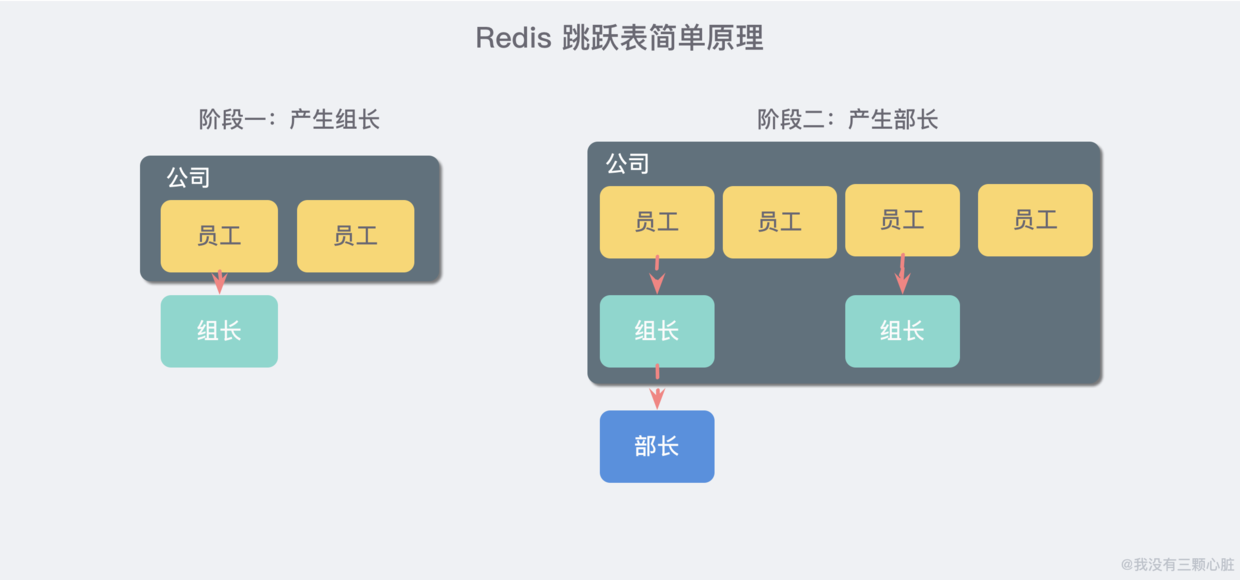 Redis 跳跃表简单原理
阶段一：产生组长
公司
员工
员工
组长
阶段二：产生部长
公司
员工
员工
员工
员工
组长
组长
部长
@我没有三颗心脏